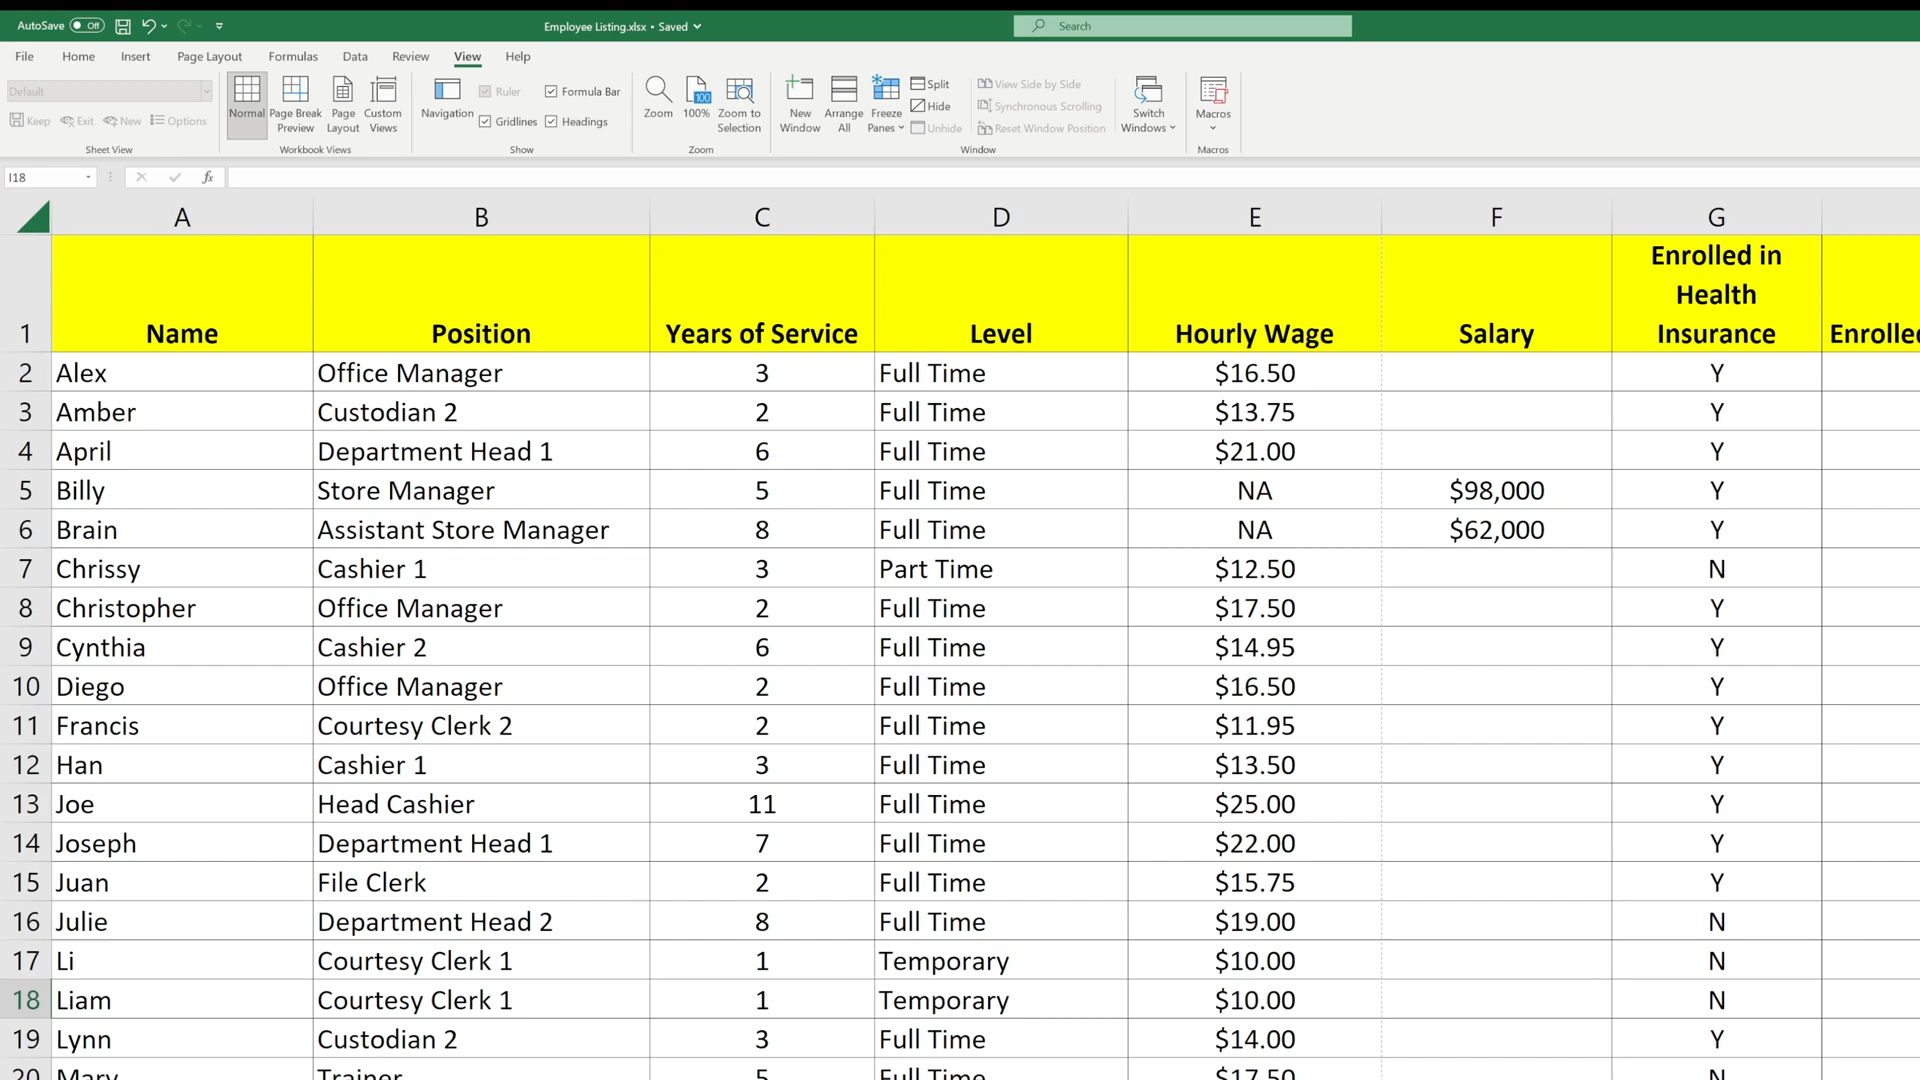 AutoSave Off Employee Listing.xlsx • Saved Search
File Home Insert Page Layout Formulas Data Review View Help
Default
Keep Exit New Options
Sheet View
Normal Page Break Preview Page Layout Custom Views
Workbook Views
Navigation Ruler Formula Bar
Gridlines Headings
Show
Zoom 100 100% Zoom to Selection
Zoom
New Window Arrange All Freeze Panes Split Hide Unhide
View Side by Side
Synchronous Scrolling
Reset Window Position
Switch Windows
Window
Macros
Macros
I18 fx
A B C D E F G
1 Name Position Years of Service Level Hourly Wage Salary Enrolled in Health Insurance Enrolled
2 Alex Office Manager 3 Full Time $16.50 Y
3 Amber Custodian 2 2 Full Time $13.75 Y
4 April Department Head 1 6 Full Time $21.00 Y
5 Billy Store Manager 5 Full Time NA $98,000 Y
6 Brain Assistant Store Manager 8 Full Time NA $62,000 Y
7 Chrissy Cashier 1 3 Part Time $12.50 N
8 Christopher Office Manager 2 Full Time $17.50 Y
9 Cynthia Cashier 2 6 Full Time $14.95 Y
10 Diego Office Manager 2 Full Time $16.50 Y
11 Francis Courtesy Clerk 2 2 Full Time $11.95 Y
12 Han Cashier 1 3 Full Time $13.50 Y
13 Joe Head Cashier 11 Full Time $25.00 Y
14 Joseph Department Head 1 7 Full Time $22.00 Y
15 Juan File Clerk 2 Full Time $15.75 Y
16 Julie Department Head 2 8 Full Time $19.00 N
17 Li Courtesy Clerk 1 1 Temporary $10.00 N
18 Liam Courtesy Clerk 1 1 Temporary $10.00 N
19 Lynn Custodian 2 3 Full Time $14.00 Y
20 Mary Trainer 5 Full Time $17.50 N